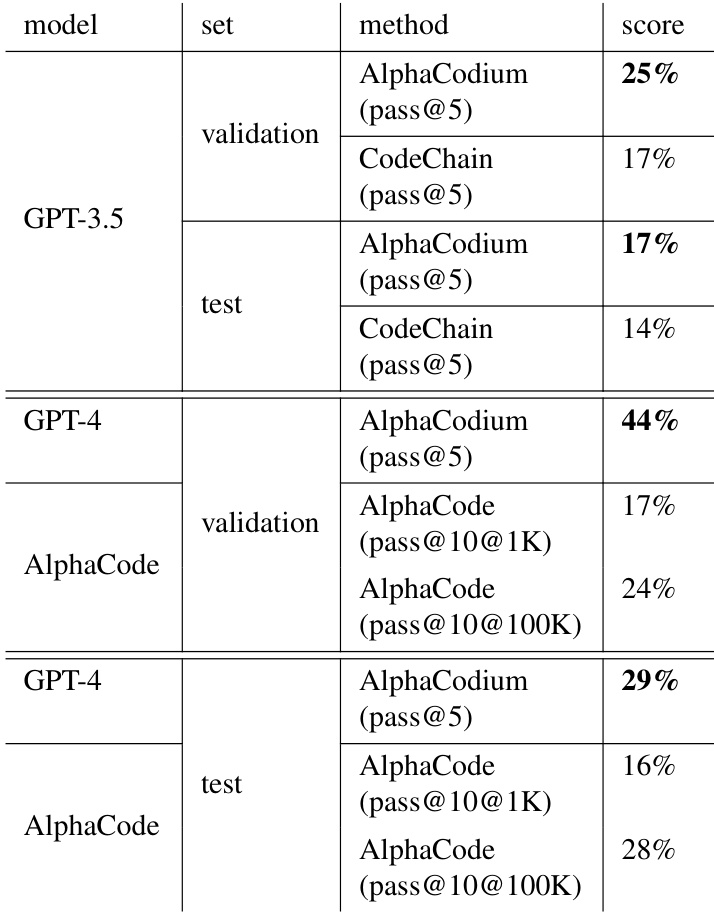 model set method score
AlphaCodium 25%
(pass@5)
validation
CodeChain 17%
(pass@5)
GPT-3.5
AlphaCodium 17%
(pass@5)
test
CodeChain 14%
(pass@5)
GPT-4 AlphaCodium 44%
(pass@5)
validation
AlphaCode 17%
(pass@10@1K)
AlphaCode
AlphaCode 24%
(pass@10@100K)
GPT-4 AlphaCodium 29%
(pass@5)
test
AlphaCode 16%
(pass@10@1K)
AlphaCode
AlphaCode 28%
(pass@10@100K)